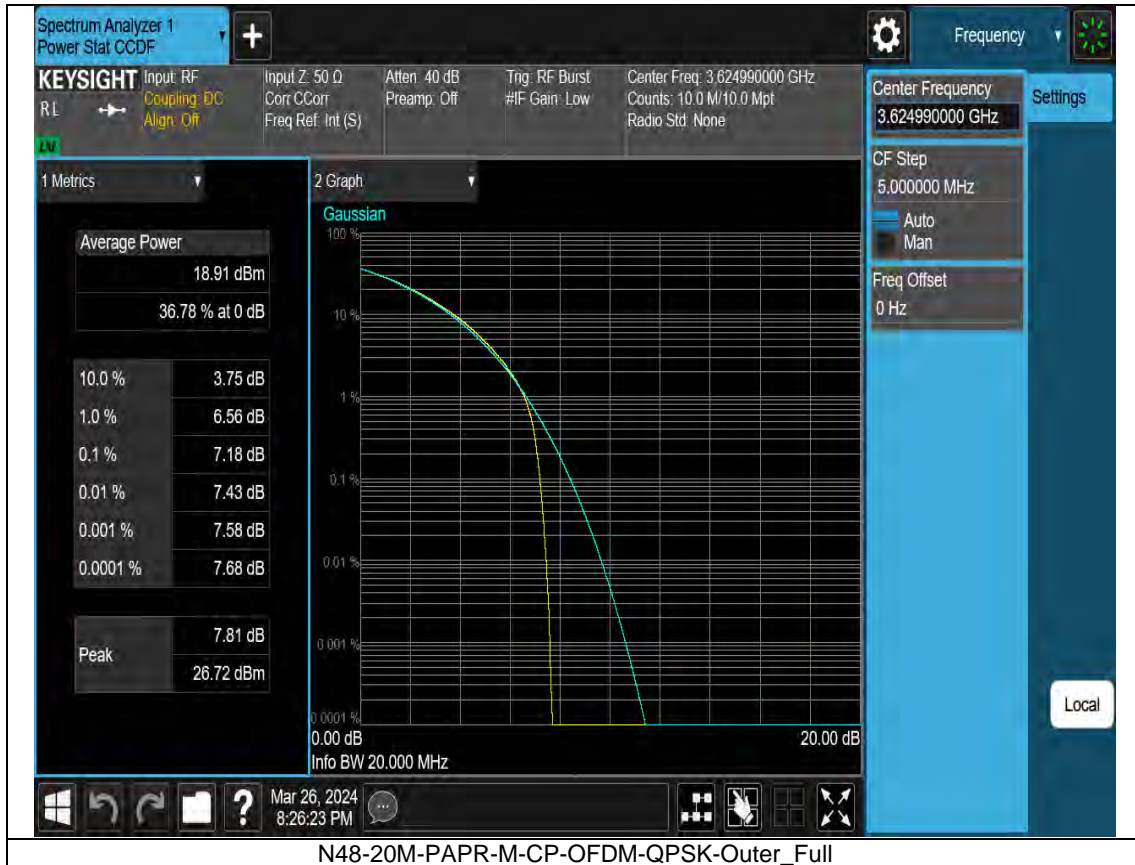 Spectrum Analyzer 1
Power Stat CCDF
+
Frequency
KEYSIGHT
RL
LNI
Input: RF
Coupling: DC
Align: Off
Input Z: 50 Ω
Corr CCorr
Freq Ref: Int (S)
Atten: 40 dB
Preamp: Off
Trig: RF Burst
#IF Gain: Low
Center Freq: 3.624990000 GHz
Counts: 10.0 M/10.0 Mpt
Radio Std: None
Center Frequency
3.624990000 GHz
Settings
CF Step
5.000000 MHz
Auto
Man
Freq Offset
0 Hz
1 Metrics
Average Power
18.91 dBm
36.78 % at 0 dB
10.0 % 3.75 dB
1.0 % 6.56 dB
0.1 % 7.18 dB
0.01 % 7.43 dB
0.001 % 7.58 dB
0.0001 % 7.68 dB
Peak
7.81 dB
26.72 dBm
2 Graph
Gaussian
100 %
10 %
1 %
0.1 %
0.01 %
0.001 %
0.0001 %
0.00 dB 20.00 dB
Info BW 20.000 MHz
Local
?
Mar 26, 2024
8:26:23 PM
N48-20M-PAPR-M-CP-OFDM-QPSK-Outer_Full